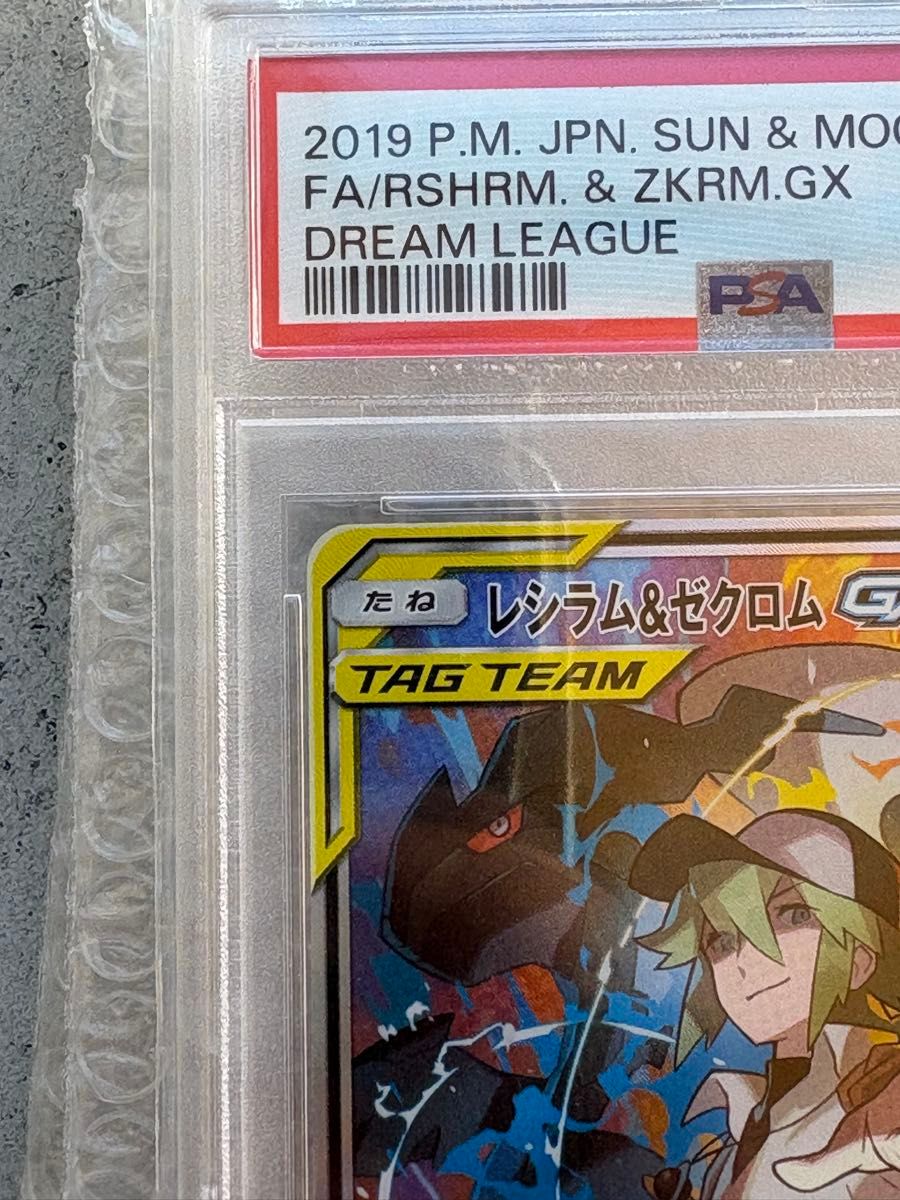 2019 P.M. JPN. SUN & MOO
FA/RSHRM. & ZKRM.GX
DREAM LEAGUE
PSA
たね
レシラム&ゼクロム GX
TAG TEAM